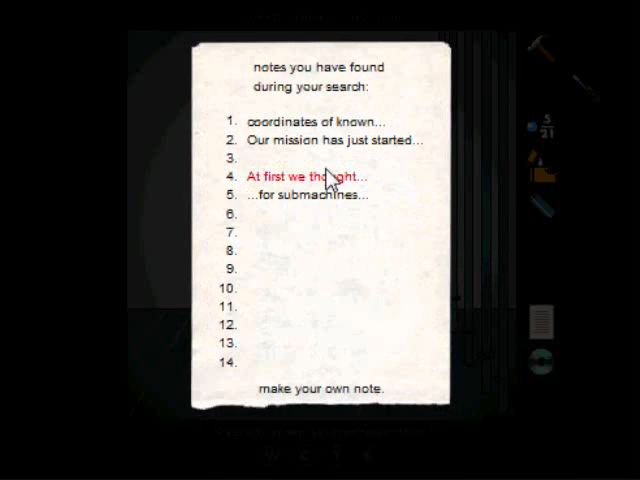 notes you have found
during your search:
1. coordinates of known...
2. Our mission has just started...
3.
4. At first we thought...
5. ...for submachines...
6.
7.
8.
9.
10.
11.
12.
13.
14.
make your own note.
5
21